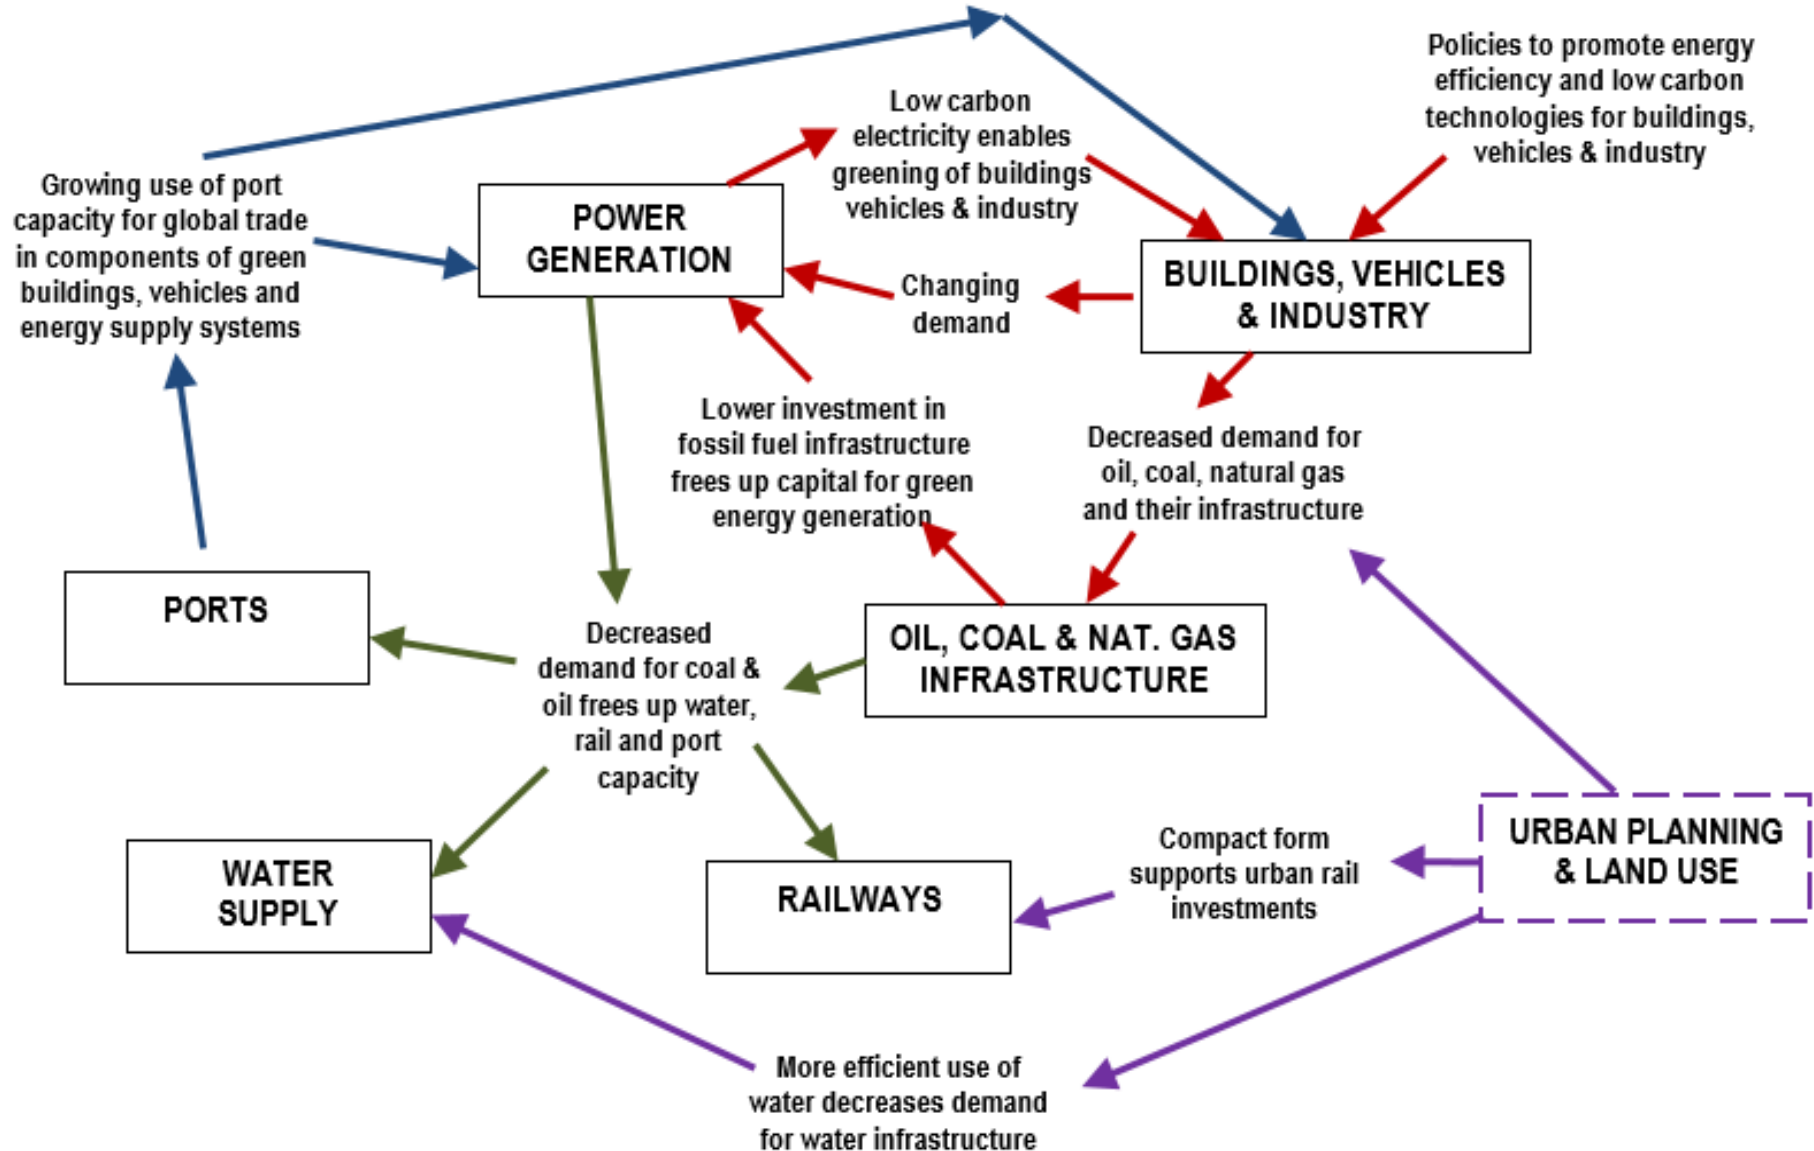 Policies to promote energy
efficiency and low carbon
technologies for buildings,
vehicles & industry
Low carbon
electricity enables
greening of buildings
vehicles & industry
Growing use of port
capacity for global trade
in components of green
buildings, vehicles and
energy supply systems
POWER
GENERATION
BUILDINGS, VEHICLES
& INDUSTRY
Changing
demand
Lower investment in
fossil fuel infrastructure
frees up capital for green
energy generation
Decreased demand for
oil, coal, natural gas
and their infrastructure
PORTS
Decreased
demand for coal &
oil frees up water,
rail and port
capacity
OIL, COAL & NAT. GAS
INFRASTRUCTURE
WATER
SUPPLY
RAILWAYS
Compact form
supports urban rail
investments
URBAN PLANNING
& LAND USE
More efficient use of
water decreases demand
for water infrastructure